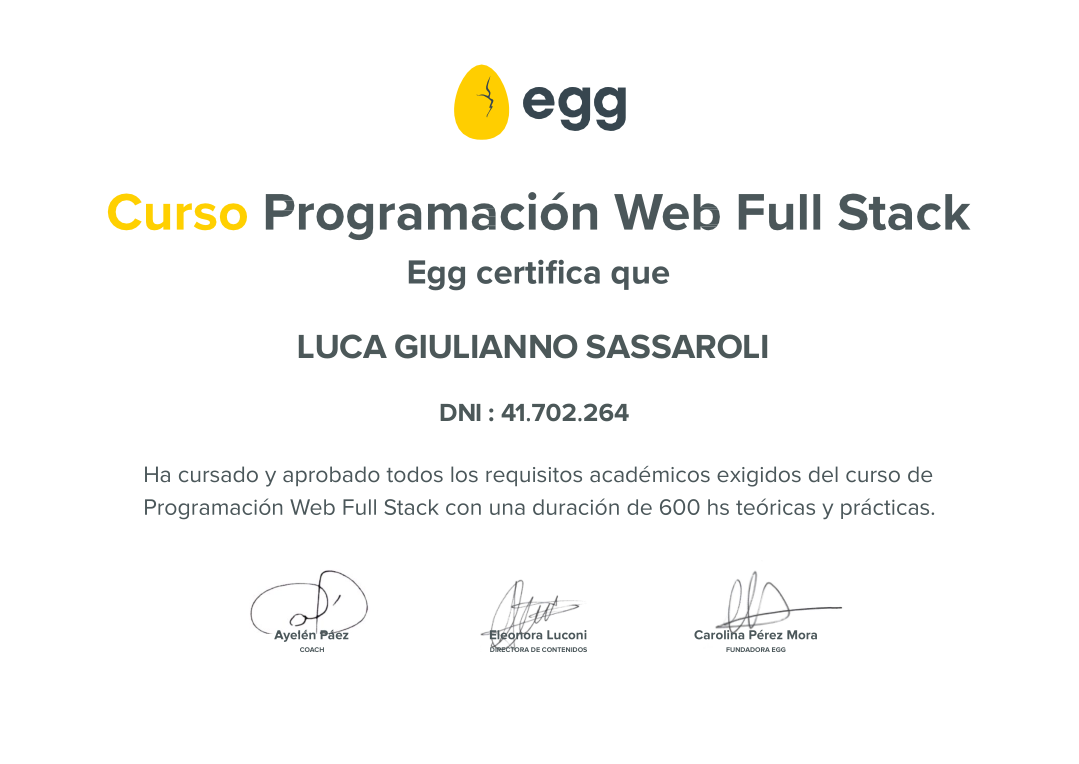 egg
Curso Programación Web Full Stack
Egg certifica que
LUCA GIULIANNO SASSAROLI
DNI : 41.702.264
Ha cursado y aprobado todos los requisitos académicos exigidos del curso de
Programación Web Full Stack con una duración de 600 hs teóricas y prácticas.
Ayelén Páez
COACH
Eleonora Luconi
DIRECTORA DE CONTENIDOS
Carolina Pérez Mora
FUNDADORA EGG